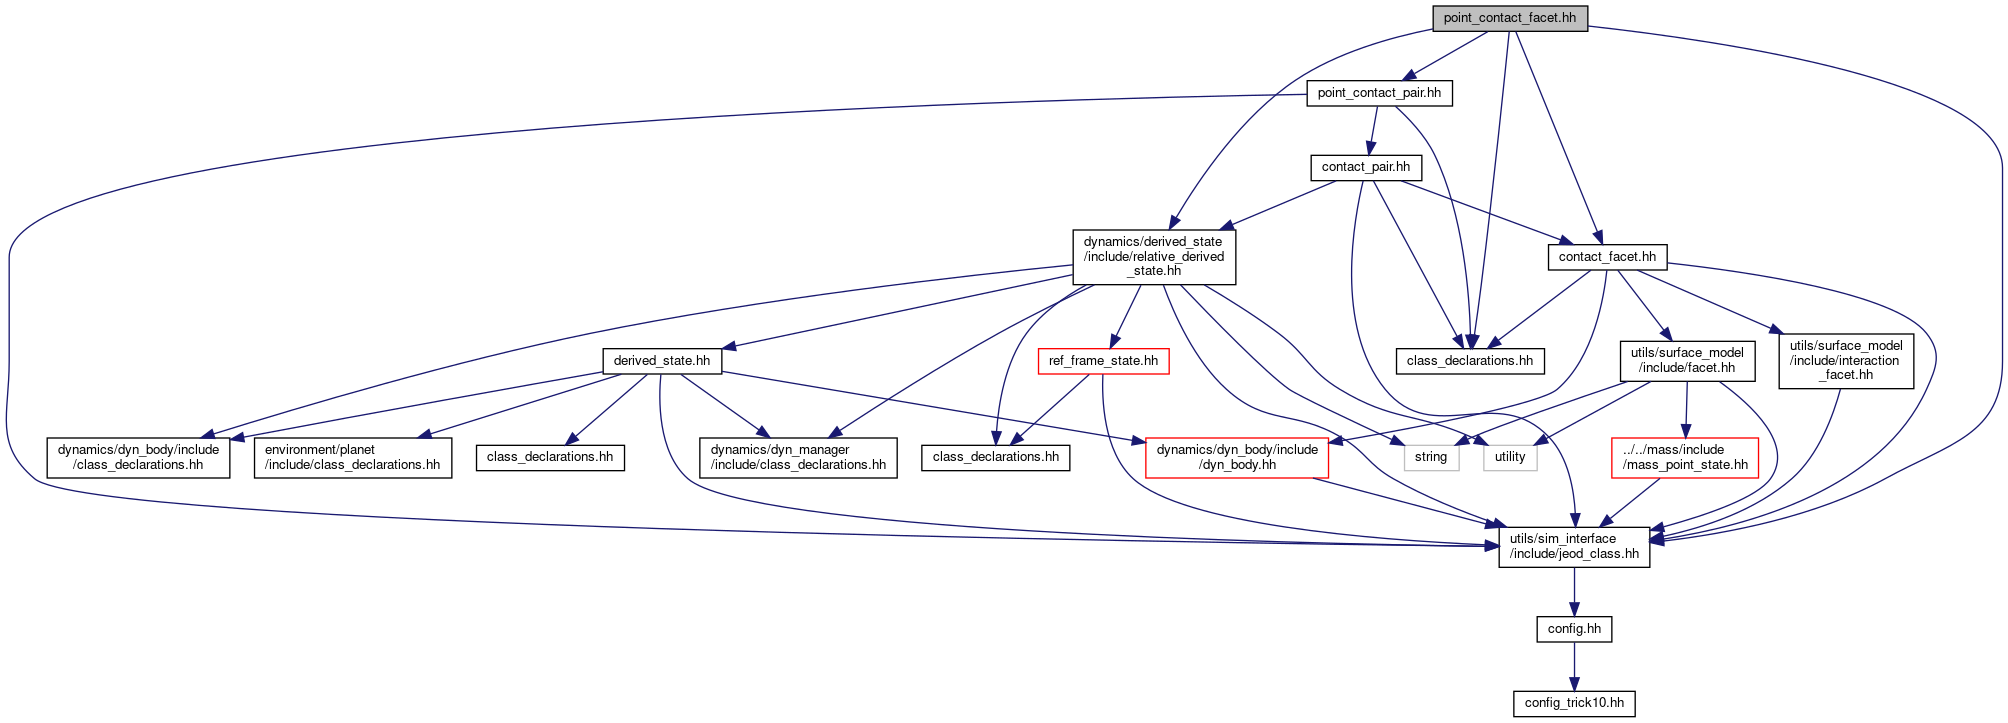 point_contact_facet.hh
point_contact_pair.hh
contact_pair.hh
dynamics/derived_state
/include/relative_derived
_state.hh
contact_facet.hh
derived_state.hh
ref_frame_state.hh
class_declarations.hh
utils/surface_model
/include/facet.hh
utils/surface_model
/include/interaction
_facet.hh
dynamics/dyn_body/include
/class_declarations.hh
environment/planet
/include/class_declarations.hh
class_declarations.hh
dynamics/dyn_manager
/include/class_declarations.hh
class_declarations.hh
dynamics/dyn_body/include
/dyn_body.hh
string
utility
../../mass/include
/mass_point_state.hh
utils/sim_interface
/include/jeod_class.hh
config.hh
config_trick10.hh